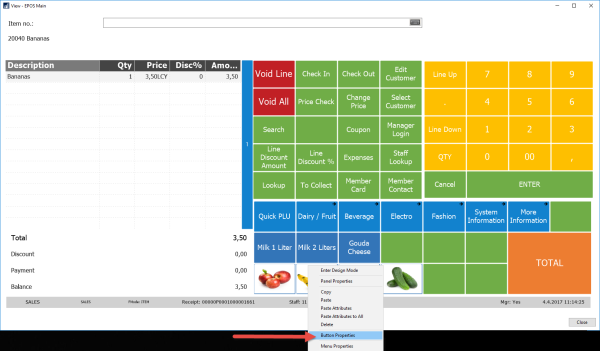 View - EPOS Main
Item no.:
20040 Bananas
Description Qty Price Disc% Amo...
Bananas 1 3,50LCY 0 3,50
1
Void Line Check In Check Out Edit Customer
Void All Price Check Change Price Select Customer
Search Coupon Manager Login
Line Discount Amount Line Discount % Expenses Staff Lookup
Lookup To Collect Member Card Member Contact
Line Up 7 8 9
. 4 5 6
Line Down 1 2 3
QTY 0 00 ,
Cancel ENTER
Quick PLU Dairy / Fruit Beverage Electro Fashion System Information More Information
Milk 1 Liter Milk 2 Liters Gouda Cheese
TOTAL
Total 3,50
Discount 0,00
Payment 0,00
Balance 3,50
Enter Design Mode
Panel Properties
Copy
Paste
Paste Attributes
Paste Attributes to All
Delete
Button Properties
Menu Properties
SALES SALES ITEM Receipt: Staff: 11 Mgr: Yes 4.4.2017 11:14:25
Close